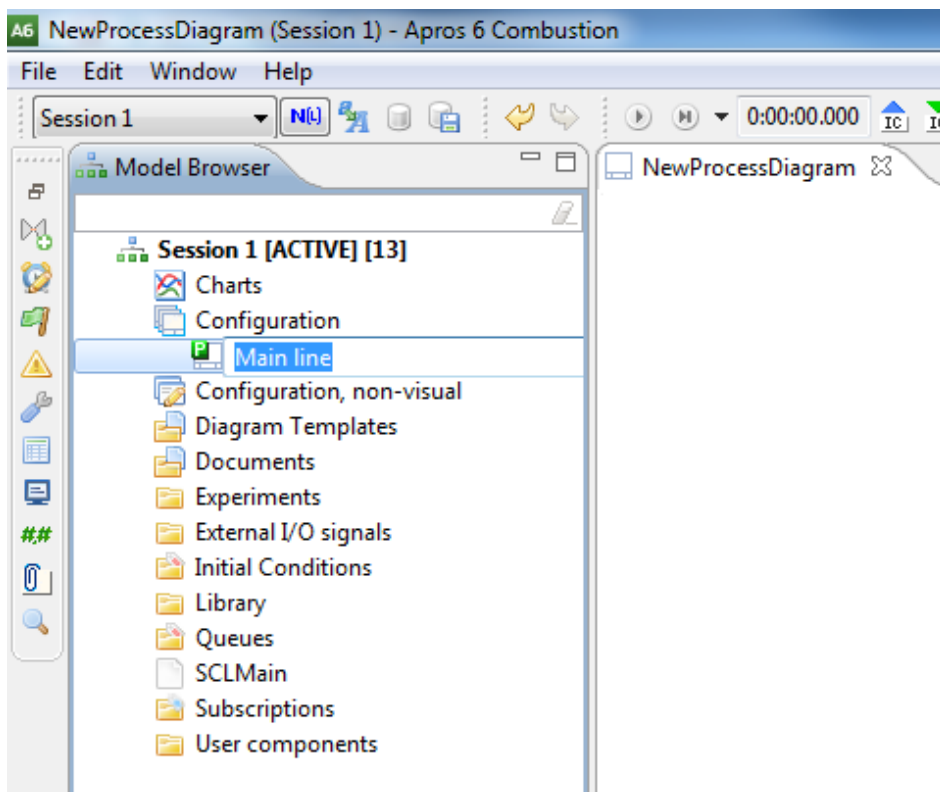 A6 NewProcessDiagram (Session 1) - Apros 6 Combustion
File Edit Window Help
Session 1 N(L) A 0:00:00.000 IC
Model Browser NewProcessDiagram
Session 1 [ACTIVE] [13]
Charts
Configuration
P Main line
Configuration, non-visual
Diagram Templates
Documents
Experiments
External I/O signals
##
Initial Conditions
Library
Queues
SCLMain
Subscriptions
User components